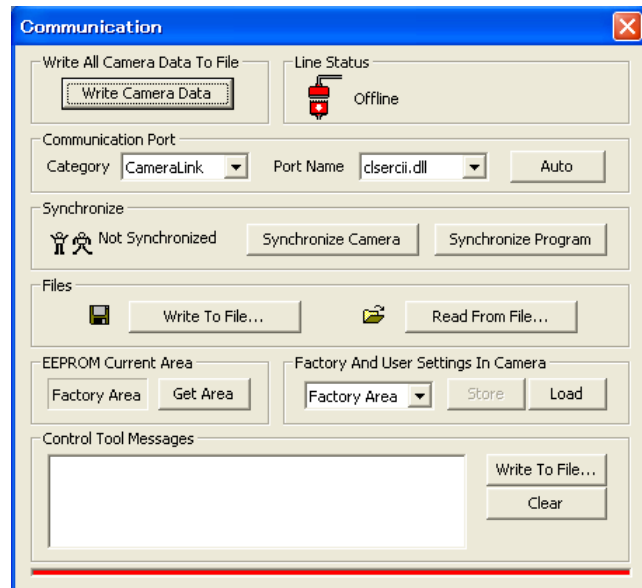 Communication
Write All Camera Data To File
Write Camera Data
Line Status
Offline
Communication Port
Category CameraLink Port Name clsercii.dll Auto
Synchronize
Not Synchronized Synchronize Camera Synchronize Program
Files
Write To File... Read From File...
EEPROM Current Area
Factory Area Get Area
Factory And User Settings In Camera
Factory Area Store Load
Control Tool Messages
Write To File...
Clear